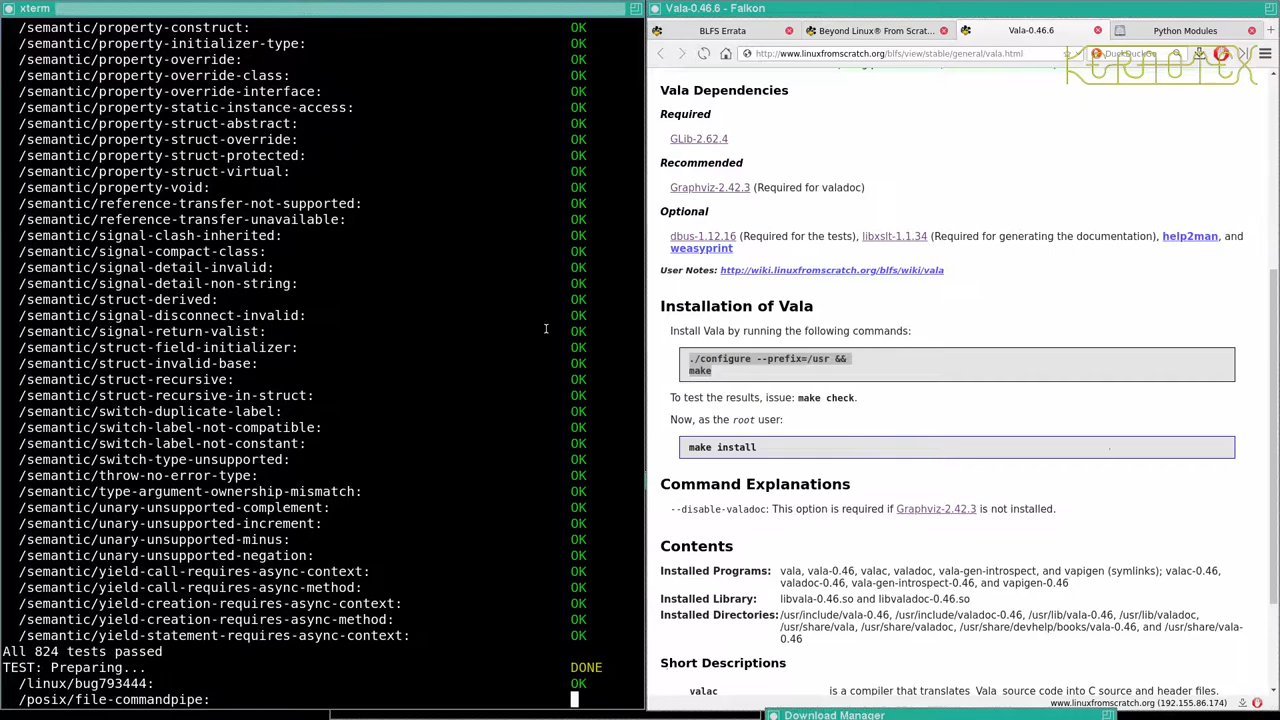 xterm
/semantic/property-construct: OK
/semantic/property-initializer-type: OK
/semantic/property-override: OK
/semantic/property-override-class: OK
/semantic/property-override-interface: OK
/semantic/property-static-instance-access: OK
/semantic/property-struct-abstract: OK
/semantic/property-struct-override: OK
/semantic/property-struct-protected: OK
/semantic/property-struct-virtual: OK
/semantic/property-void: OK
/semantic/reference-transfer-not-supported: OK
/semantic/reference-transfer-unavailable: OK
/semantic/signal-clash-inherited: OK
/semantic/signal-compact-class: OK
/semantic/signal-detail-invalid: OK
/semantic/signal-detail-non-string: OK
/semantic/struct-derived: OK
/semantic/signal-disconnect-invalid: OK
/semantic/signal-return-valist: OK
/semantic/struct-field-initializer: OK
/semantic/struct-invalid-base: OK
/semantic/struct-recursive: OK
/semantic/struct-recursive-in-struct: OK
/semantic/switch-duplicate-label: OK
/semantic/switch-label-not-compatible: OK
/semantic/switch-label-not-constant: OK
/semantic/switch-type-unsupported: OK
/semantic/throw-no-error-type: OK
/semantic/type-argument-ownership-mismatch: OK
/semantic/unary-unsupported-complement: OK
/semantic/unary-unsupported-increment: OK
/semantic/unary-unsupported-minus: OK
/semantic/unary-unsupported-negation: OK
/semantic/yield-call-requires-async-context: OK
/semantic/yield-call-requires-async-method: OK
/semantic/yield-creation-requires-async-context: OK
/semantic/yield-creation-requires-async-method: OK
/semantic/yield-statement-requires-async-context: OK
All 824 tests passed
TEST: Preparing... DONE
/linux/bug793444: OK
/posix/file-commandpipe:
Vala-0.46.6 - Falkon
BLFS Errata
Beyond Linux® From Scrat...
Vala-0.46.6
Python Modules
http://www.linuxfromscratch.org/blfs/view/stable/general/vala.html
DuckDuckGo
KERNOTEX
Vala Dependencies
Required
GLib-2.62.4
Recommended
Graphviz-2.42.3 (Required for valadoc)
Optional
dbus-1.12.16 (Required for the tests), libxslt-1.1.34 (Required for generating the documentation), help2man, and
weasyprint
User Notes: http://wiki.linuxfromscratch.org/blfs/wiki/vala
Installation of Vala
Install Vala by running the following commands:
./configure --prefix=/usr &&
make
To test the results, issue: make check.
Now, as the root user:
make install
Command Explanations
--disable-valadoc: This option is required if Graphviz-2.42.3 is not installed.
Contents
Installed Programs: vala, vala-0.46, valac, valadoc, vala-gen-introspect, and vapigen (symlinks); valac-0.46,
valadoc-0.46, vala-gen-introspect-0.46, and vapigen-0.46
Installed Library: libvala-0.46.so and libvaladoc-0.46.so
Installed Directories: /usr/include/vala-0.46, /usr/include/valadoc-0.46, /usr/lib/vala-0.46, /usr/lib/valadoc,
/usr/share/vala, /usr/share/valadoc, /usr/share/devhelp/books/vala-0.46, and /usr/share/vala-
0.46
Short Descriptions
valac is a compiler that translates Vala source code into C source and header files.
www.linuxfromscratch.org (192.155.86.174)
Download Manager